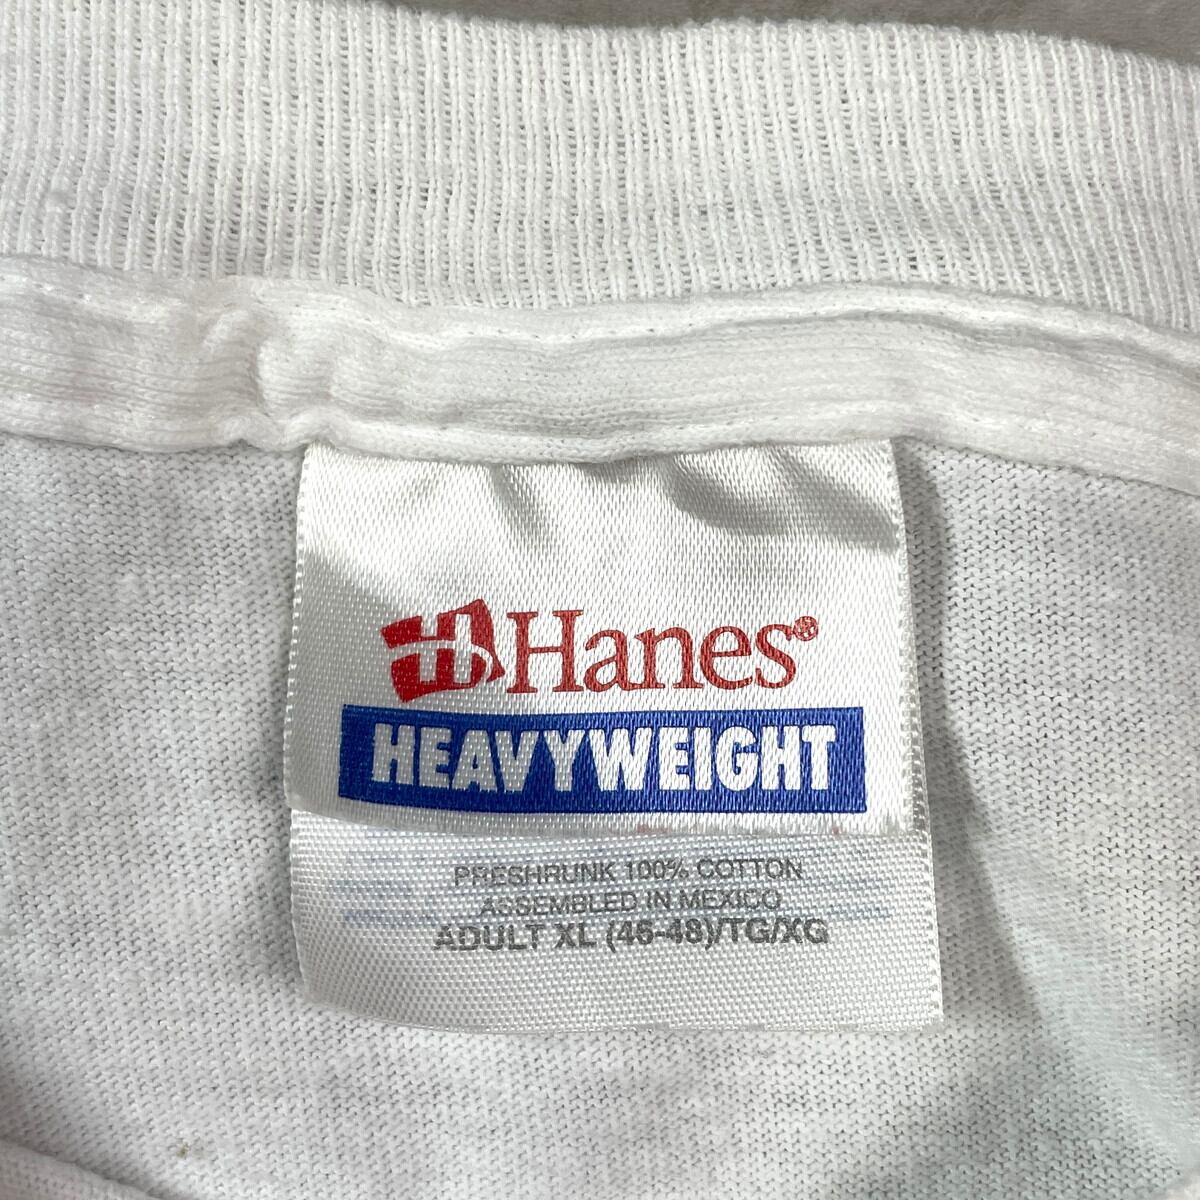 H Hanes®
HEAVYWEIGHT
PRESHRUNK 100% COTTON
ASSEMBLED IN MEXICO
ADULT XL (46-48)/TG/XG